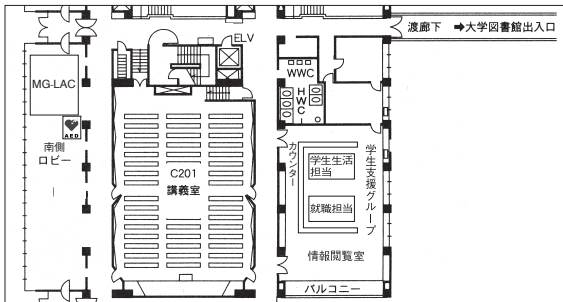 渡廊下 ➡大学図書館出入口
ELV
MG-LAC
AED
南側
ロビー
WWC
HWC
C201
講義室
カウンター
学生生活
担当
就職担当
学生支援グループ
情報閲覧室
バルコニー